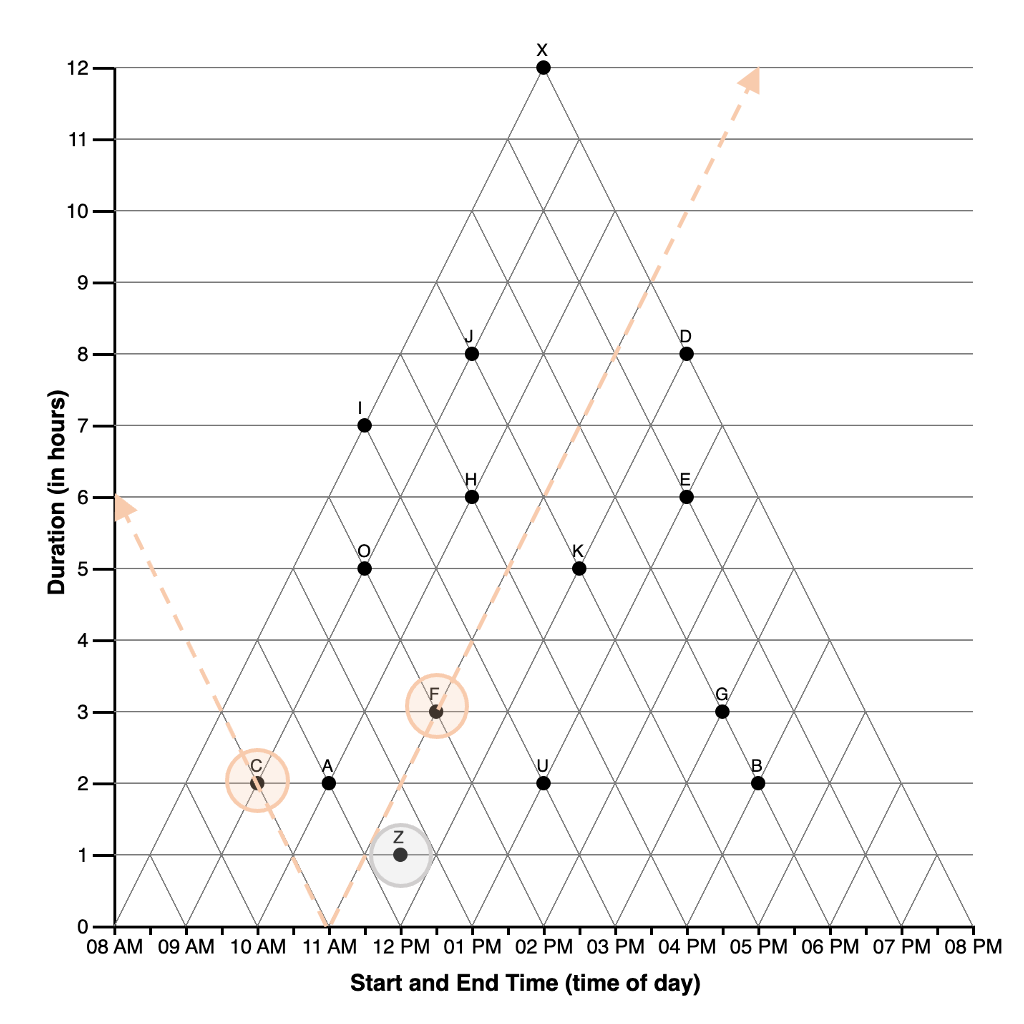 X
12
11
10
9
J
D
8
I
7
H
E
6
O
K
5
4
F
G
3
C
A
U
B
2
Z
1
0
08 AM 09 AM 10 AM 11 AM 12 PM 01 PM 02 PM 03 PM 04 PM 05 PM 06 PM 07 PM 08 PM
Duration (in hours)
Start and End Time (time of day)